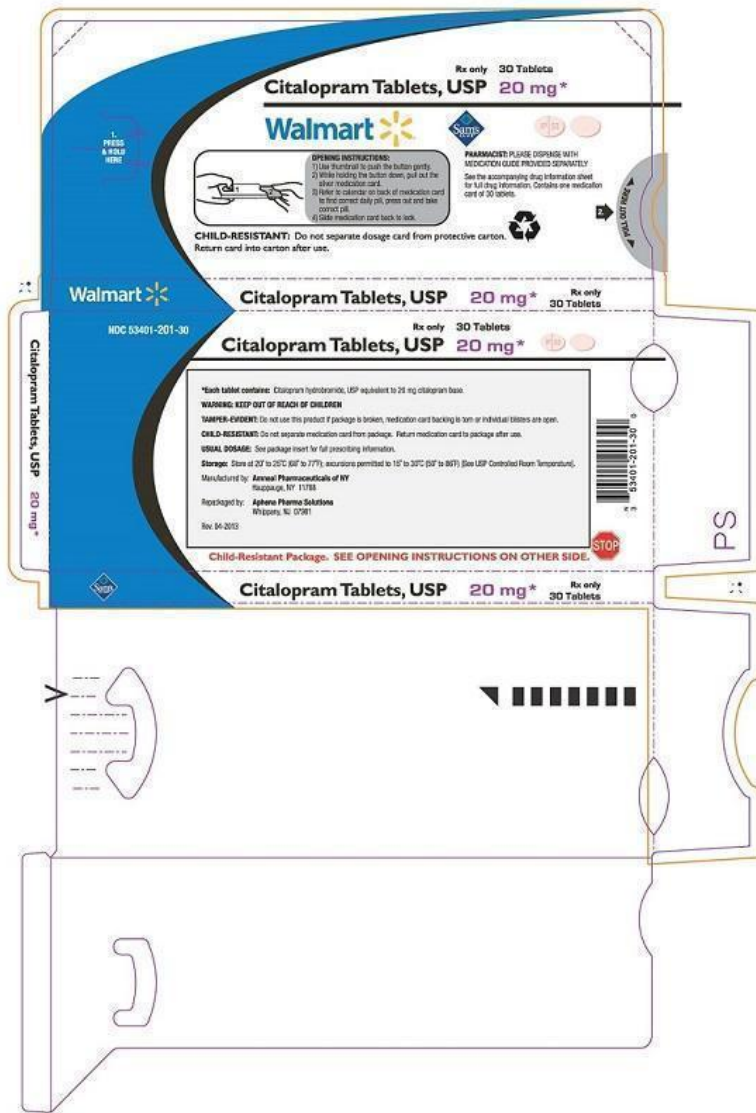 Rx only 30 Tablets
Citalopram Tablets, USP 20 mg*
1.
PRESS
& HOLD
HERE
Walmart
Sam's
CLUB
OPENING INSTRUCTIONS:
1) Use thumbnail to push the button gently.
2) While holding the button down, pull out the
silver medication card.
3) Refer to calendar on back of medication card
to find correct daily pill, press out and take
correct pill.
4) Slide medication card back to lock.
PHARMACIST: PLEASE DISPENSE WITH
MEDICATION GUIDE PROVIDED SEPARATELY
See the accompanying drug information sheet
for full drug information. Contains one medication
card of 30 tablets.
2.
PULL OUT HERE
CHILD-RESISTANT: Do not separate dosage card from protective carton.
Return card into carton after use.
Walmart
Citalopram Tablets, USP 20 mg* Rx only
30 Tablets
NDC 53401-201-30
Rx only 30 Tablets
Citalopram Tablets, USP 20 mg*
Citalopram Tablets, USP 20 mg*
*Each tablet contains: Citalopram hydrobromide, USP equivalent to 20 mg citalopram base.
WARNING: KEEP OUT OF REACH OF CHILDREN
TAMPER-EVIDENT: Do not use this product if package is broken, medication card backing is torn or individual blisters are open.
CHILD-RESISTANT: Do not separate medication card from package. Return medication card to package after use.
USUAL DOSAGE: See package insert for full prescribing information.
Storage: Store at 20° to 25°C (68° to 77°F); excursions permitted to 15° to 30°C (59° to 86°F) [See USP Controlled Room Temperature].
Manufactured by: Amneal Pharmaceuticals of NY
Hauppauge, NY 11788
Repackaged by: Aphena Pharma Solutions
Whippany, NJ 07981
Rev. 04-2013
N
3 53401-201-30 6
PS
Child-Resistant Package. SEE OPENING INSTRUCTIONS ON OTHER SIDE.
STOP
Sam's
Citalopram Tablets, USP 20 mg* Rx only
30 Tablets
V